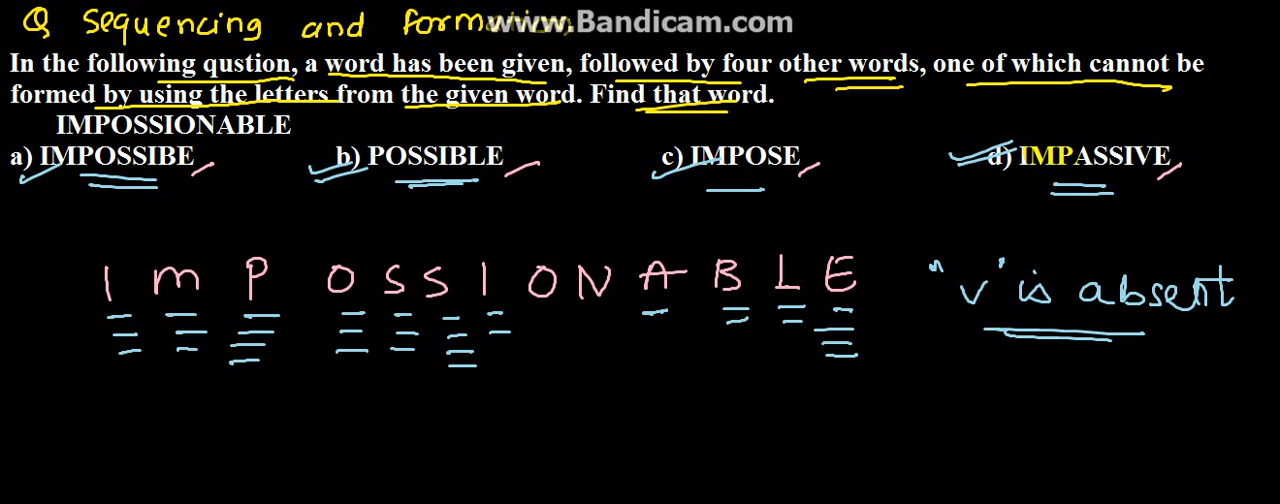 Q Sequencing and formation
www.Bandicam.com
In the following qustion, a word has been given, followed by four other words, one of which cannot be
formed by using the letters from the given word. Find that word.
IMPOSSIONABLE
a) IMPOSSIBE b) POSSIBLE c) IMPOSE d) IMPASSIVE
I M P O S S I O N A B L E "v" is absent